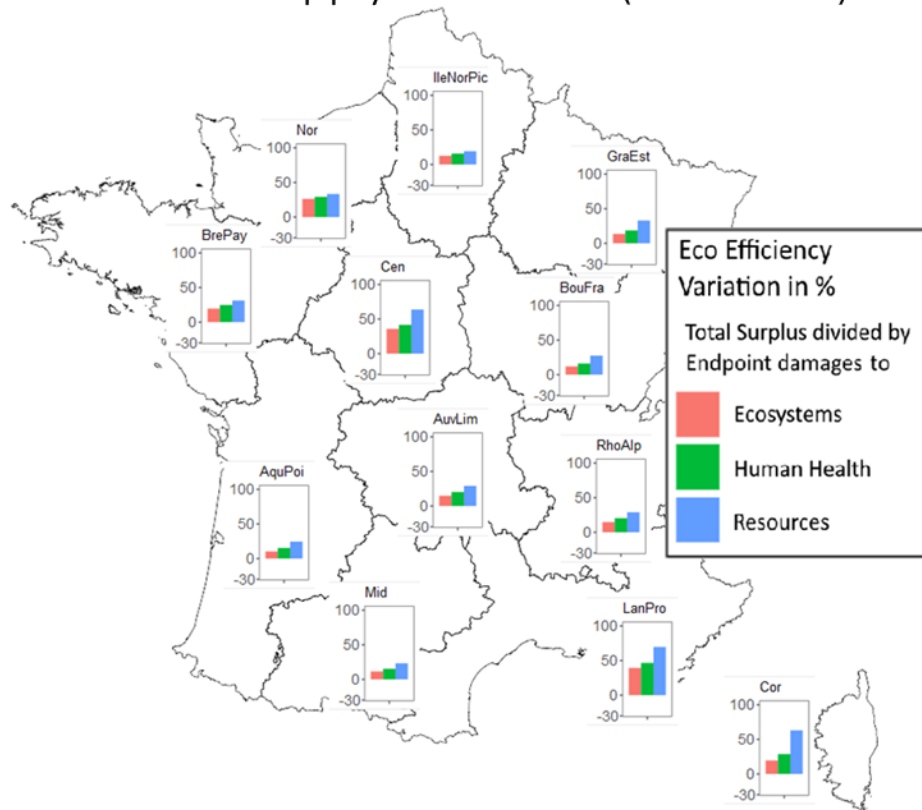 IleNorPic
100
50
0
-30
Nor
100
50
0
-30
GraEst
100
50
0
-30
BrePay
100
50
0
-30
Cen
100
50
0
-30
BouFra
100
50
0
-30
Eco Efficiency
Variation in %
Total Surplus divided by
Endpoint damages to
Ecosystems
Human Health
Resources
AuvLim
100
50
0
-30
RhoAlp
100
50
0
-30
AquPoi
100
50
0
-30
Mid
100
50
0
-30
LanPro
100
50
0
-30
Cor
100
50
0
-30